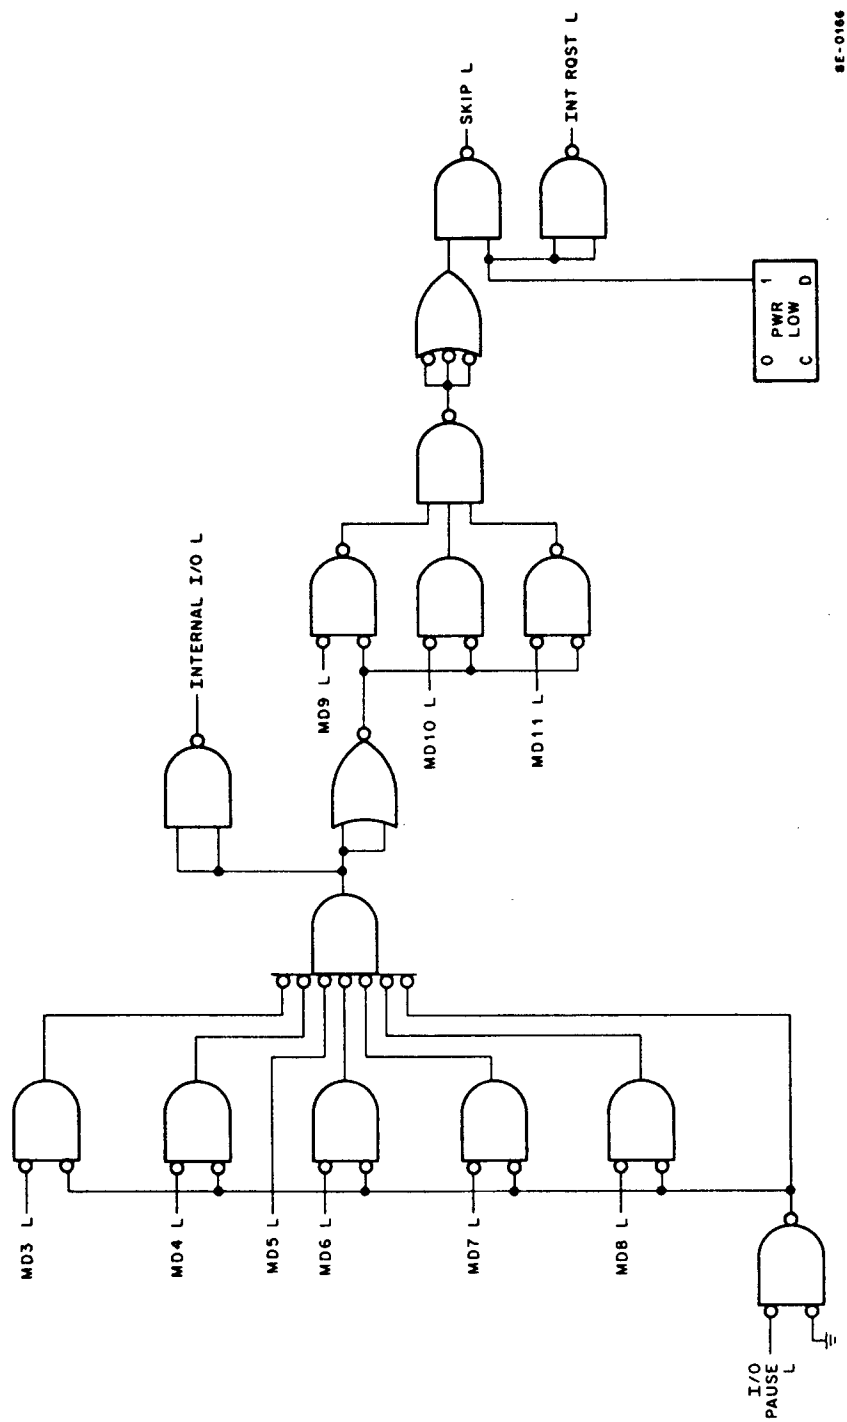 MD3 L
MD4 L
MD5 L
MD6 L
MD7 L
MD8 L
I/O
PAUSE
L
INTERNAL I/O L
MD9 L
MD10 L
MD11 L
SKIP L
INT RQST L
0 1
PWR
LOW
C D
8E-0166